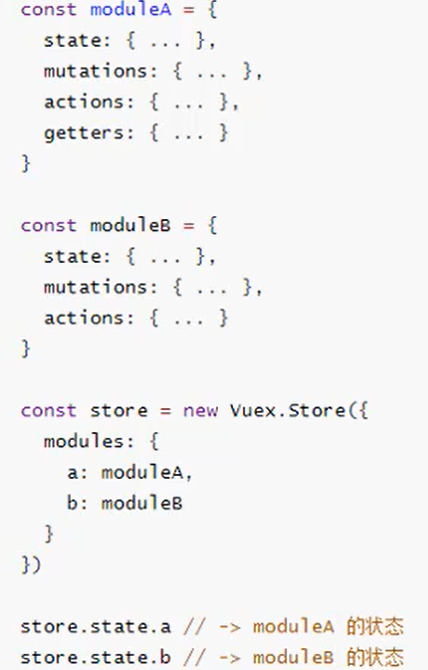 const moduleA = {
  state: { ... },
  mutations: { ... },
  actions: { ... },
  getters: { ... }
}

const moduleB = {
  state: { ... },
  mutations: { ... },
  actions: { ... }
}

const store = new Vuex.Store({
  modules: {
    a: moduleA,
    b: moduleB
  }
})

store.state.a // -> moduleA 的状态
store.state.b // -> moduleB 的状态